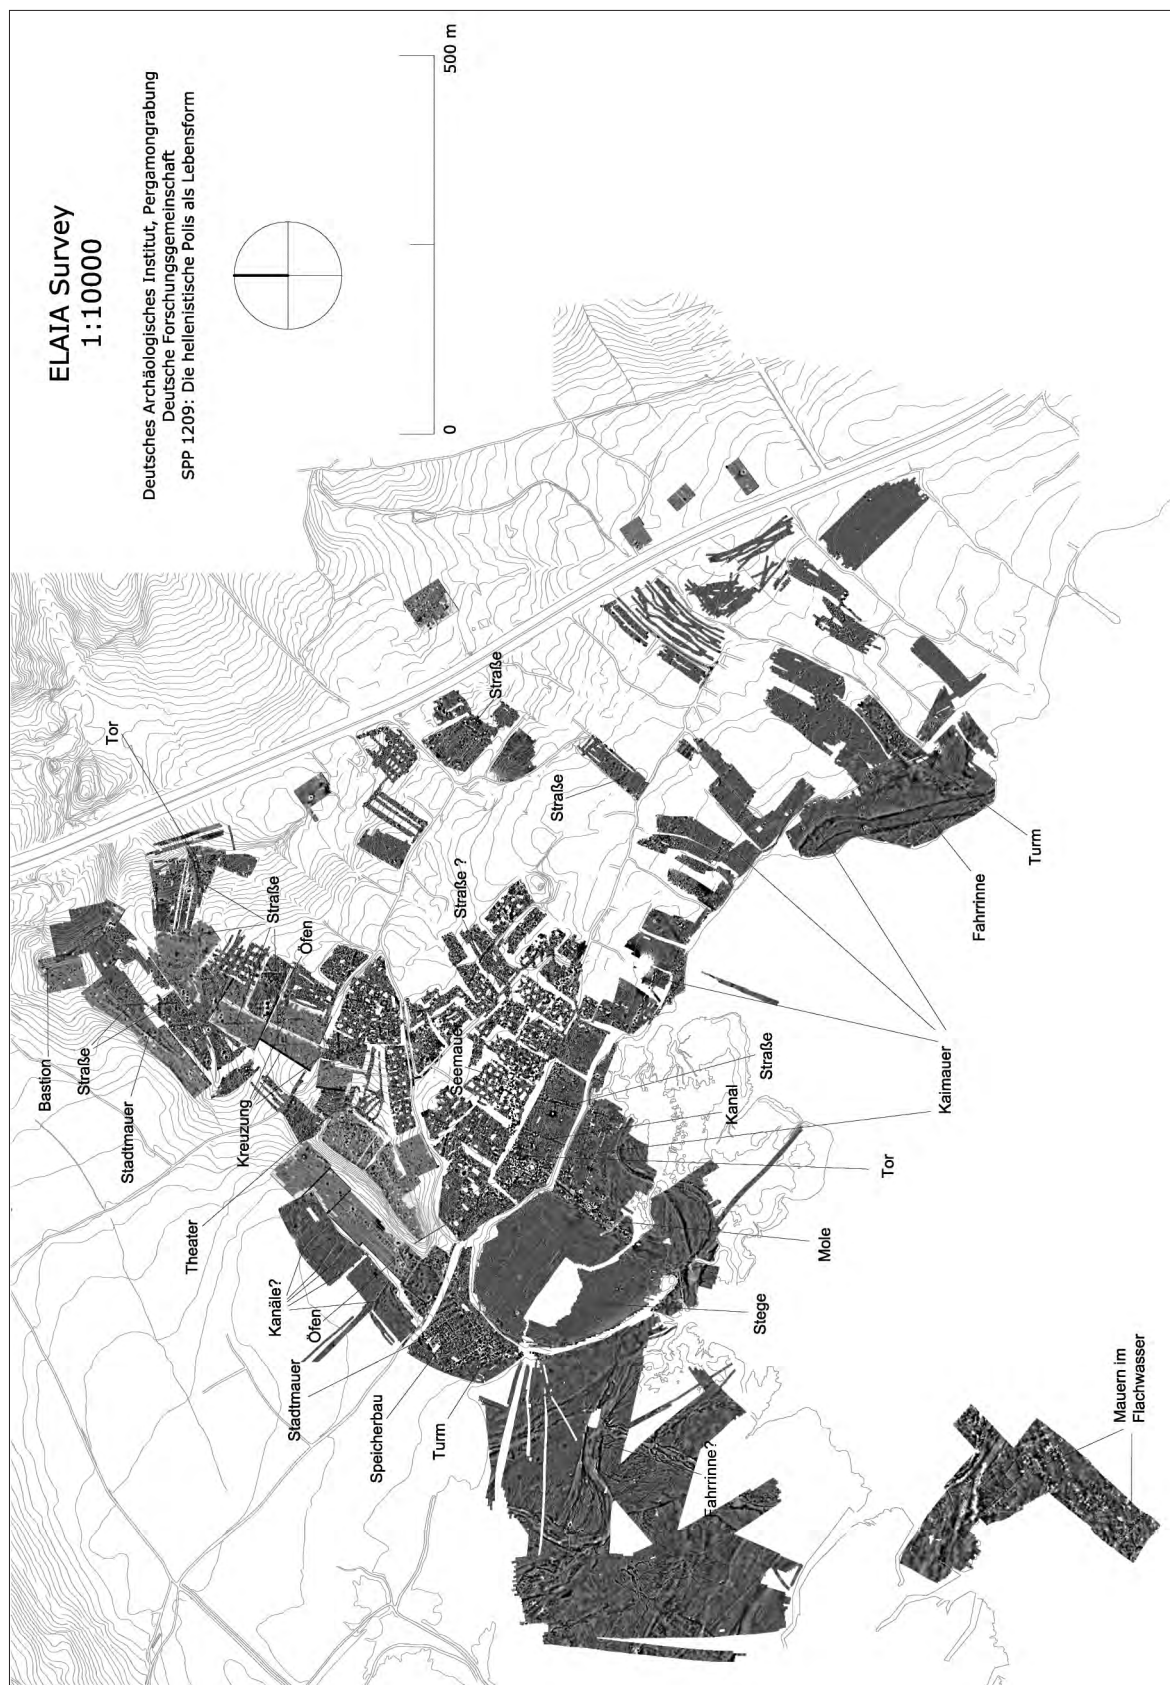 ELAIA Survey
1:10000
Deutsches Archäologisches Institut, Pergamongrabung
Deutsche Forschungsgemeinschaft
SPP 1209: Die hellenistische Polis als Lebensform
0
500 m
Bastion
Straße
Stadtmauer
Kreuzung
Theater
Kanäle?
Öfen
Stadtmauer
Speicherbau
Turm
Tor
Straße
Öfen
Straße ?
Seemauer
Straße
Straße
Fahrrinne?
Stege
Mole
Tor
Kanal
Straße
Kaimauer
Fahrrinne
Turm
Mauern im
Flachwasser